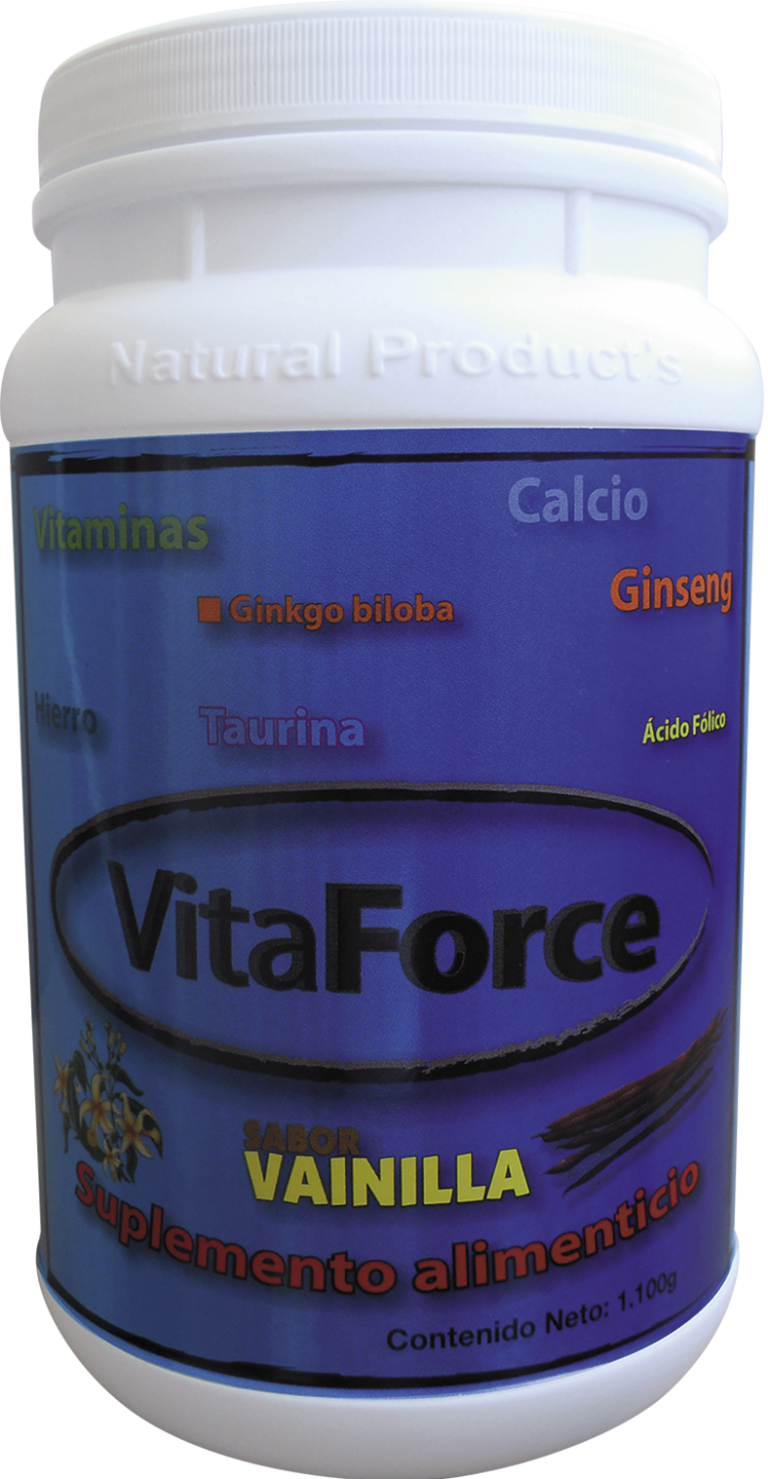 Natural Product's
Vitaminas
Calcio
Ginkgo biloba
Ginseng
Hierro
Taurina
Ácido Fólico
VitaForce
SABOR
VAINILLA
Suplemento alimenticio
Contenido Neto: 1.100g